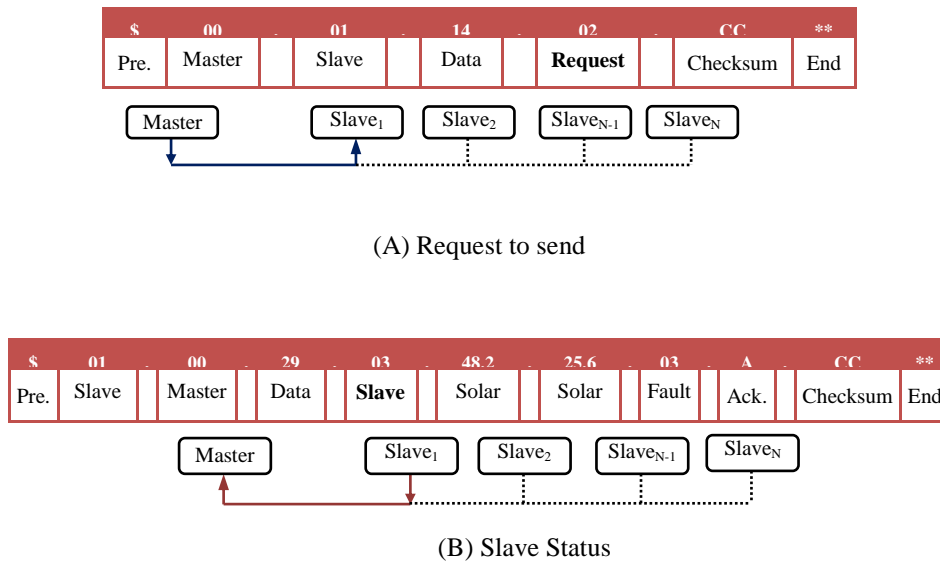 $ 00 . 01 . 14 . 02 . CC **
Pre. Master Slave Data Request Checksum End
Master Slave1 Slave2 SlaveN-1 SlaveN
(A) Request to send
$ 01 . 00 . 29 . 03 . 48.2 . 25.6 . 03 . A . CC **
Pre. Slave Master Data Slave Solar Solar Fault Ack. Checksum End
Master Slave1 Slave2 SlaveN-1 SlaveN
(B) Slave Status